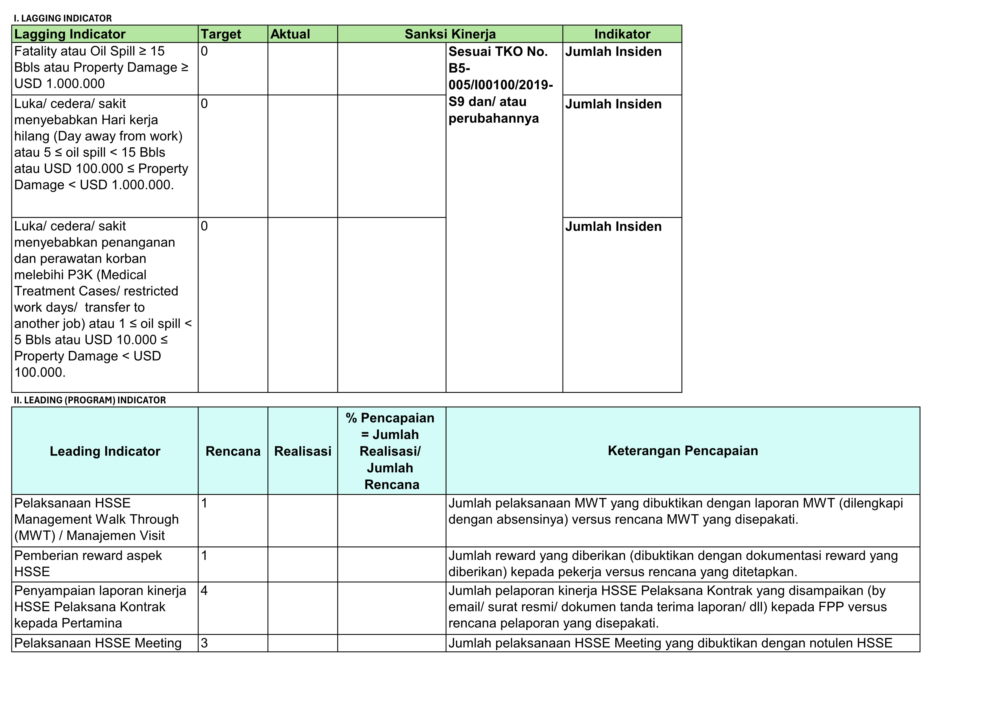 I. LAGGING INDICATOR
Lagging Indicator Target Aktual Sanksi Kinerja Indikator
Fatality atau Oil Spill ≥ 15
Bbls atau Property Damage ≥
USD 1.000.000
0
Sesuai TKO No.
B5-
005/I00100/2019-
S9 dan/ atau
perubahannya
Jumlah Insiden
Luka/ cedera/ sakit
menyebabkan Hari kerja
hilang (Day away from work)
atau 5 ≤ oil spill < 15 Bbls
atau USD 100.000 ≤ Property
Damage < USD 1.000.000.
0
Jumlah Insiden
Luka/ cedera/ sakit
menyebabkan penanganan
dan perawatan korban
melebihi P3K (Medical
Treatment Cases/ restricted
work days/  transfer to
another job) atau 1 ≤ oil spill <
5 Bbls atau USD 10.000 ≤
Property Damage < USD
100.000.
0
Jumlah Insiden
II. LEADING (PROGRAM) INDICATOR
Leading Indicator
Rencana
Realisasi
% Pencapaian
= Jumlah
Realisasi/
Jumlah
Rencana
Keterangan Pencapaian
Pelaksanaan HSSE
Management Walk Through
(MWT) / Manajemen Visit
1
Jumlah pelaksanaan MWT yang dibuktikan dengan laporan MWT (dilengkapi
dengan absensinya) versus rencana MWT yang disepakati.
Pemberian reward aspek
HSSE
1
Jumlah reward yang diberikan (dibuktikan dengan dokumentasi reward yang
diberikan) kepada pekerja versus rencana yang ditetapkan.
Penyampaian laporan kinerja
HSSE Pelaksana Kontrak
kepada Pertamina
4
Jumlah pelaporan kinerja HSSE Pelaksana Kontrak yang disampaikan (by
email/ surat resmi/ dokumen tanda terima laporan/ dll) kepada FPP versus
rencana pelaporan yang disepakati.
Pelaksanaan HSSE Meeting
3
Jumlah pelaksanaan HSSE Meeting yang dibuktikan dengan notulen HSSE